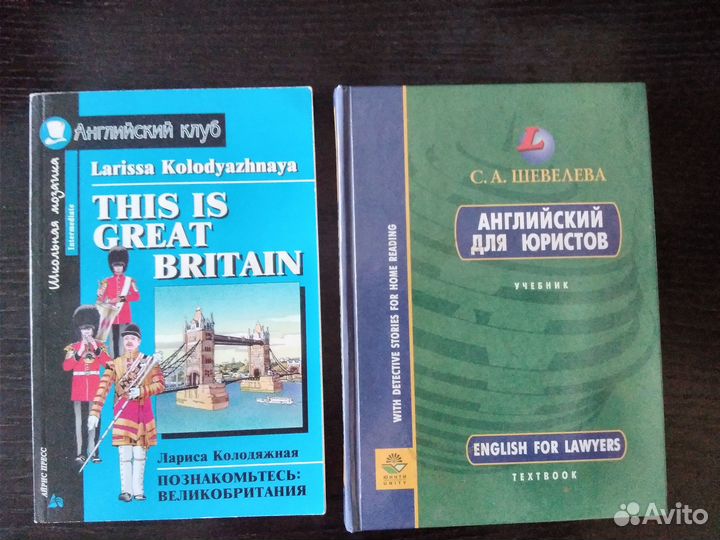 Английский клуб
Школьная мозаика
Intermediate
Larissa Kolodyazhnaya
THIS IS
GREAT
BRITAIN
Лариса Колодяжная
ПОЗНАКОМЬТЕСЬ:
ВЕЛИКОБРИТАНИЯ
АЙРИС ПРЕСС
L
С. А. ШЕВЕЛЕВА
АНГЛИЙСКИЙ
ДЛЯ ЮРИСТОВ
УЧЕБНИК
WITH DETECTIVE STORIES FOR HOME READING
ENGLISH FOR LAWYERS
TEXTBOOK
ЮНИТИ
UNITY
Avito